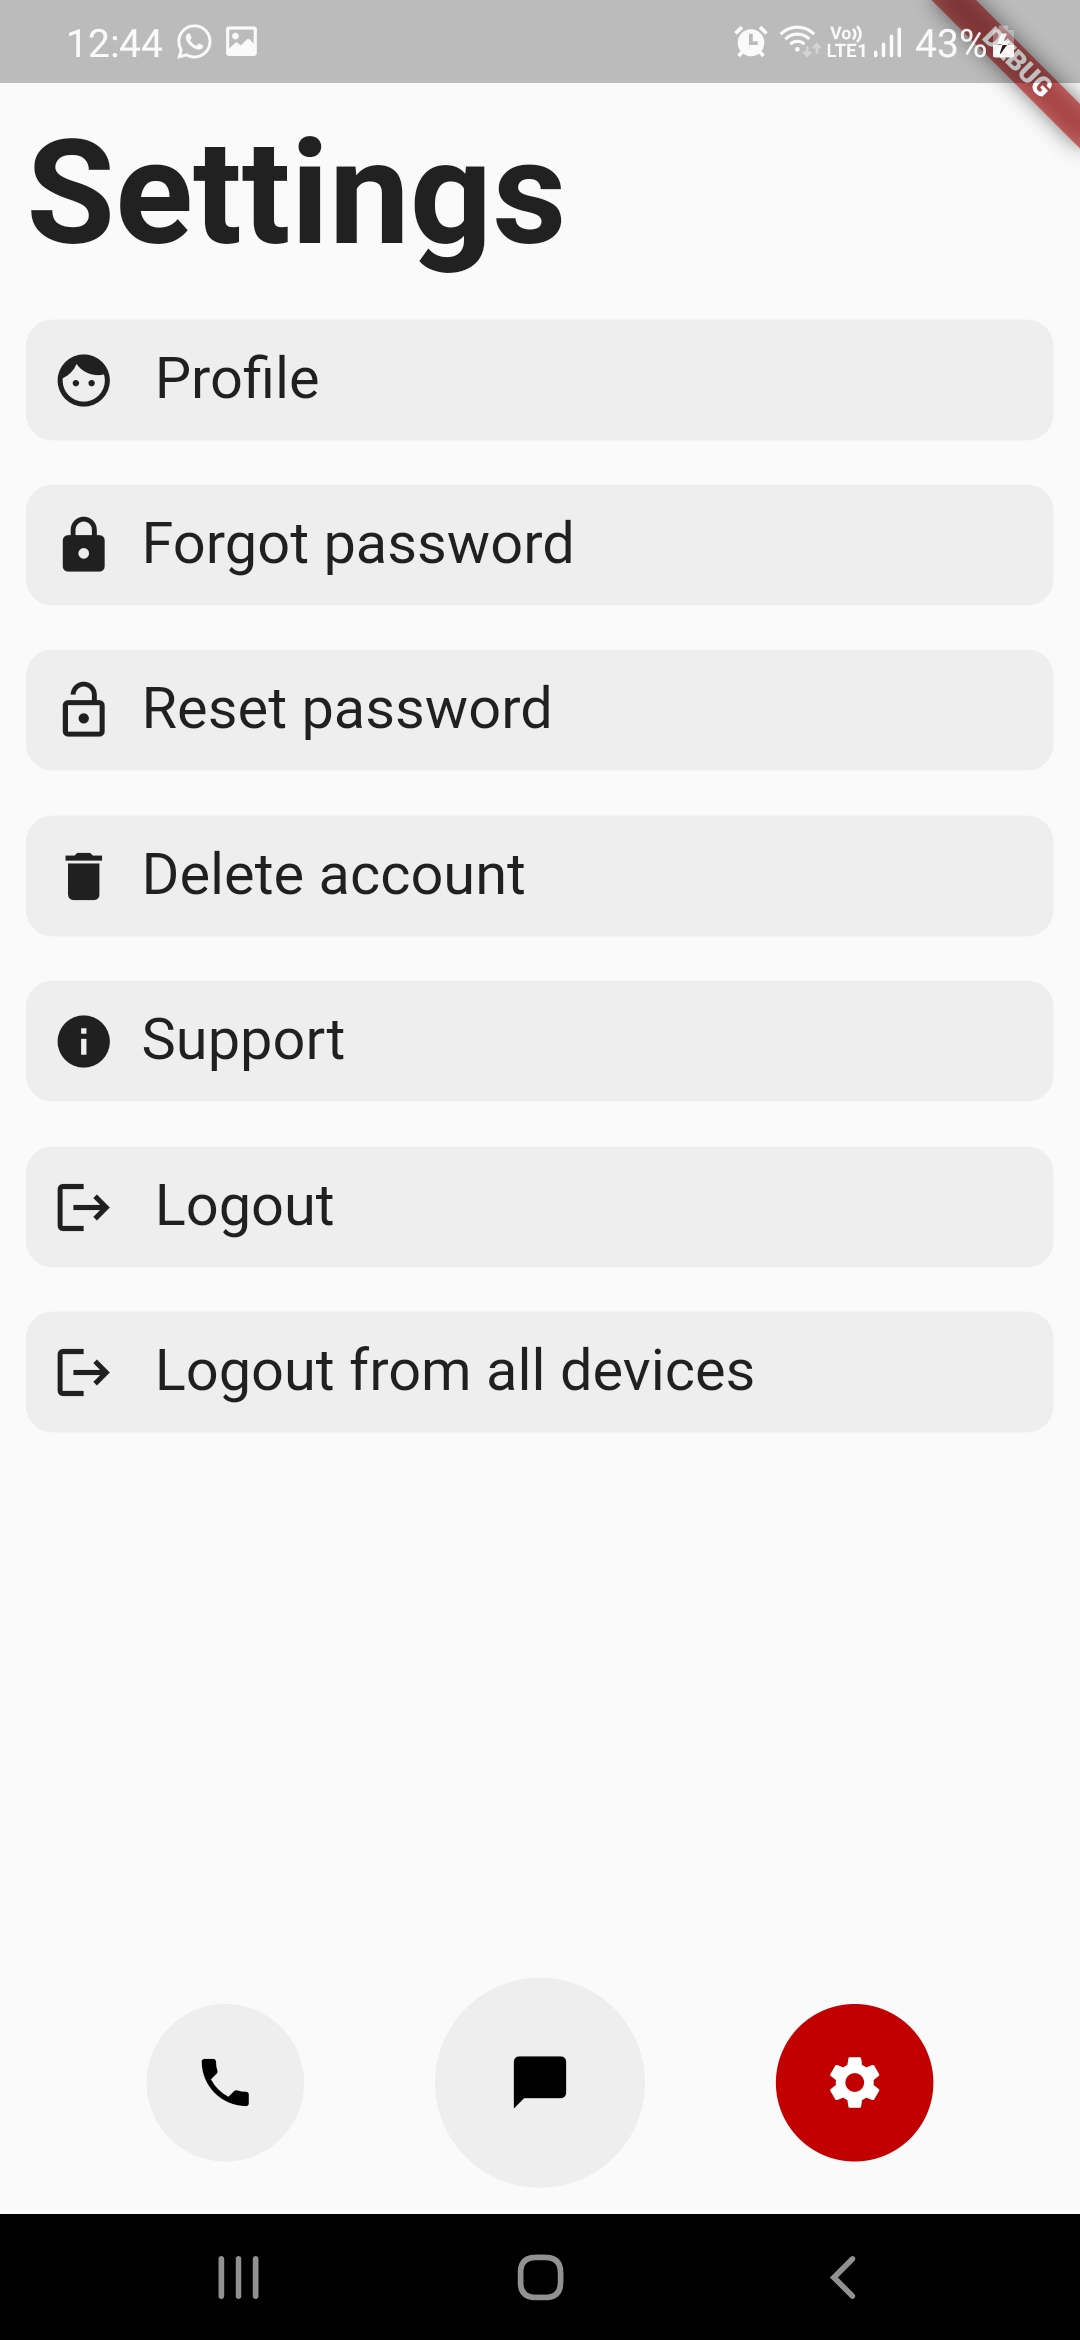 12:44 Vo)) LTE1 43%
DEBUG
Settings
Profile
Forgot password
Reset password
Delete account
Support
Logout
Logout from all devices